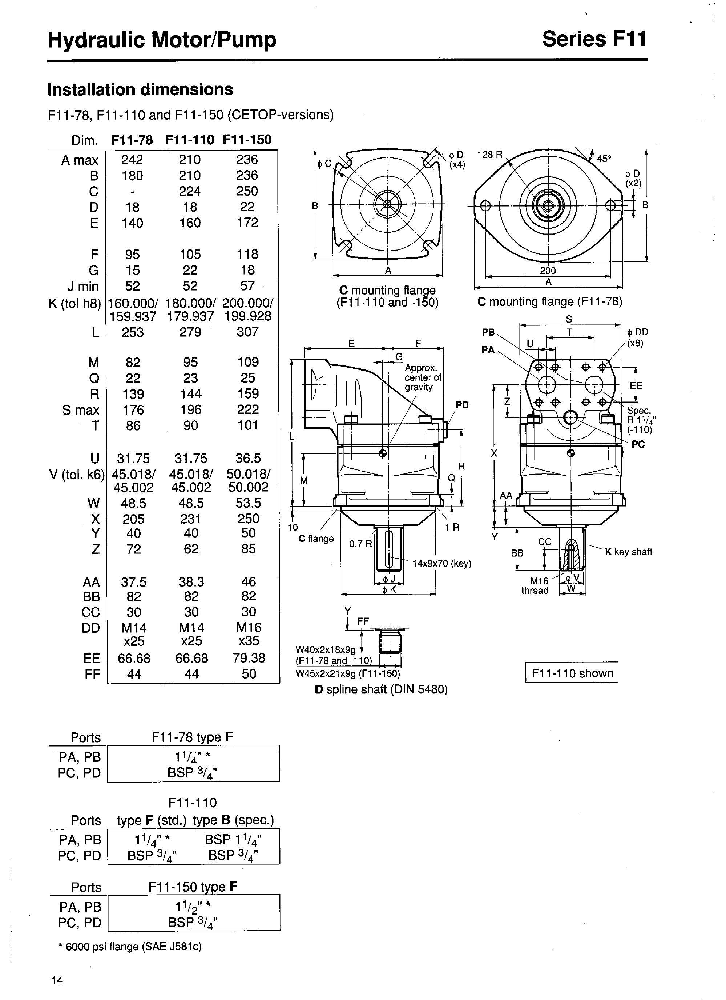 Hydraulic Motor/Pump
Series F11
Installation dimensions
F11-78, F11-110 and F11-150 (CETOP-versions)
Dim. F11-78 F11-110 F11-150
A max 242 210 236
B 180 210 236
C - 224 250
D 18 18 22
E 140 160 172
F 95 105 118
G 15 22 18
J min 52 52 57
K (tol h8) 160.000/ 180.000/ 200.000/
159.937 179.937 199.928
L 253 279 307
M 82 95 109
Q 22 23 25
R 139 144 159
S max 176 196 222
T 86 90 101
U 31.75 31.75 36.5
V (tol. k6) 45.018/ 45.018/ 50.018/
45.002 45.002 50.002
W 48.5 48.5 53.5
X 205 231 250
Y 40 40 50
Z 72 62 85
AA 37.5 38.3 46
BB 82 82 82
CC 30 30 30
DD M14 M14 M16
x25 x25 x35
EE 66.68 66.68 79.38
FF 44 44 50
ϕ C
ϕ D
(x4)
B
A
C mounting flange
(F11-110 and -150)
128 R
45°
ϕ D
(x2)
B
200
A
C mounting flange (F11-78)
E
F
G
Approx.
center of
gravity
PD
L
M
R
Q
10
C flange
0.7 R
1 R
14x9x70 (key)
ϕ J
ϕ K
S
PB
T
ϕ DD
(x8)
PA
U
EE
Z
Spec.
R 1 1/4"
(-110)
PC
X
AA
Y
CC
BB
K key shaft
M16
thread
ϕ V
W
Y
FF
W40x2x18x9g
(F11-78 and -110)
W45x2x21x9g (F11-150)
D spline shaft (DIN 5480)
F11-110 shown
Ports F11-78 type F
PA, PB 1 1/4" *
PC, PD BSP 3/4"
F11-110
Ports type F (std.) type B (spec.)
PA, PB 1 1/4" * BSP 1 1/4"
PC, PD BSP 3/4" BSP 3/4"
Ports F11-150 type F
PA, PB 1 1/2" *
PC, PD BSP 3/4"
* 6000 psi flange (SAE J581c)
14